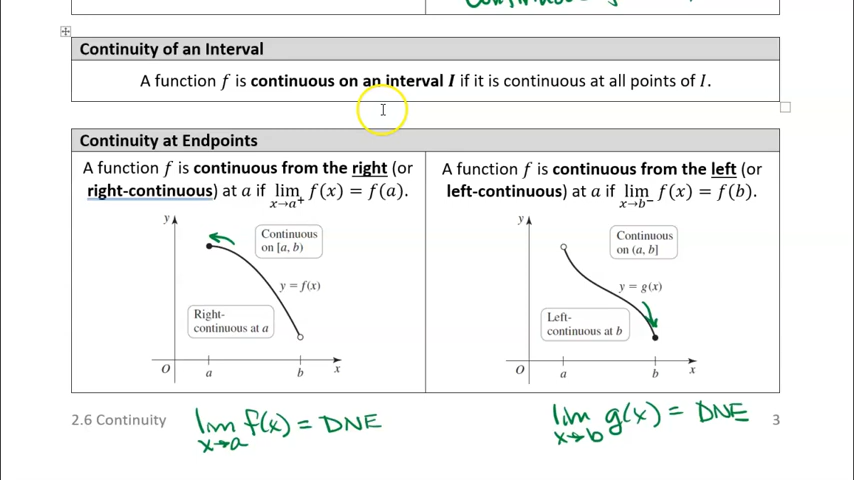 Continuity of an Interval
A function f is continuous on an interval I if it is continuous at all points of I.
Continuity at Endpoints
A function f is continuous from the right (or
right-continuous) at a if lim f(x) = f(a).
x→a⁺
A function f is continuous from the left (or
left-continuous) at a if lim f(x) = f(b).
x→b⁻
y
Continuous
on [a, b)
y = f(x)
Right-
continuous at a
O
a
b
x
y
Continuous
on (a, b]
y = g(x)
Left-
continuous at b
O
a
b
x
2.6 Continuity
lim f(x) = DNE
x→a
lim g(x) = DNE
x→b
3